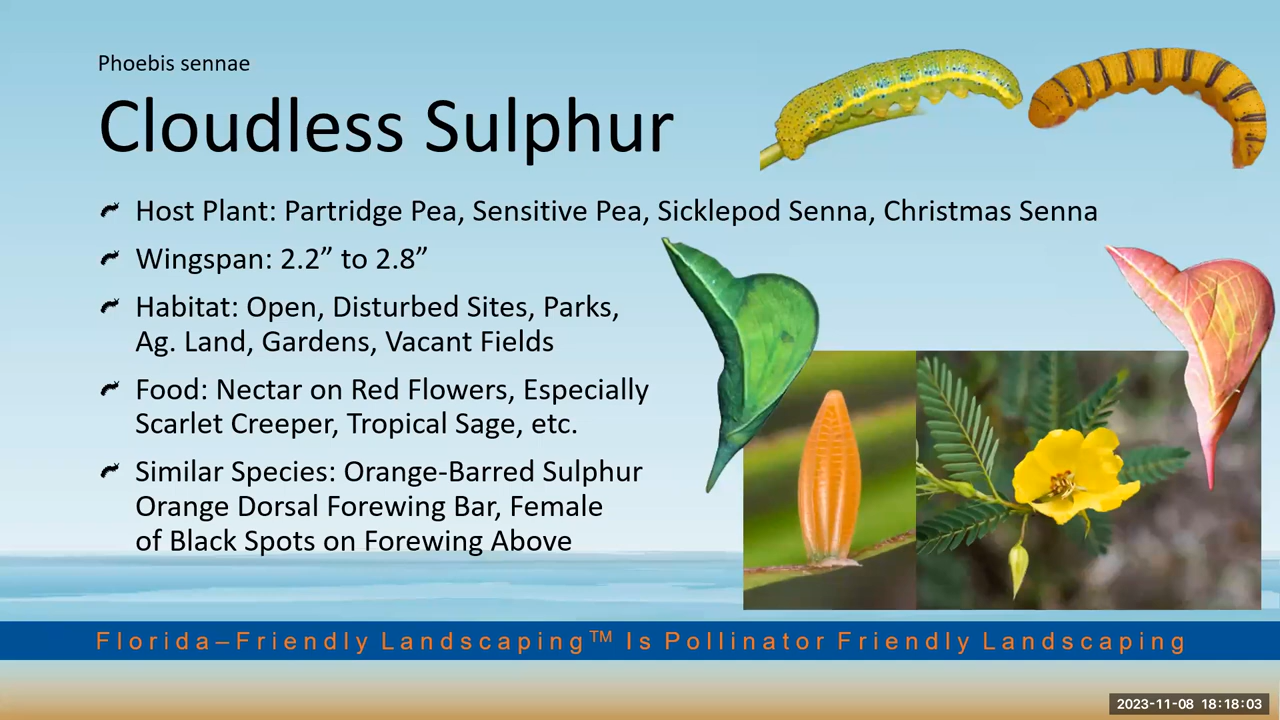 Phoebis sennae
Cloudless Sulphur
Host Plant: Partridge Pea, Sensitive Pea, Sicklepod Senna, Christmas Senna
Wingspan: 2.2” to 2.8”
Habitat: Open, Disturbed Sites, Parks,
Ag. Land, Gardens, Vacant Fields
Food: Nectar on Red Flowers, Especially
Scarlet Creeper, Tropical Sage, etc.
Similar Species: Orange-Barred Sulphur
Orange Dorsal Forewing Bar, Female
of Black Spots on Forewing Above
Florida–Friendly Landscaping™ Is Pollinator Friendly Landscaping
2023-11-08 18:18:03